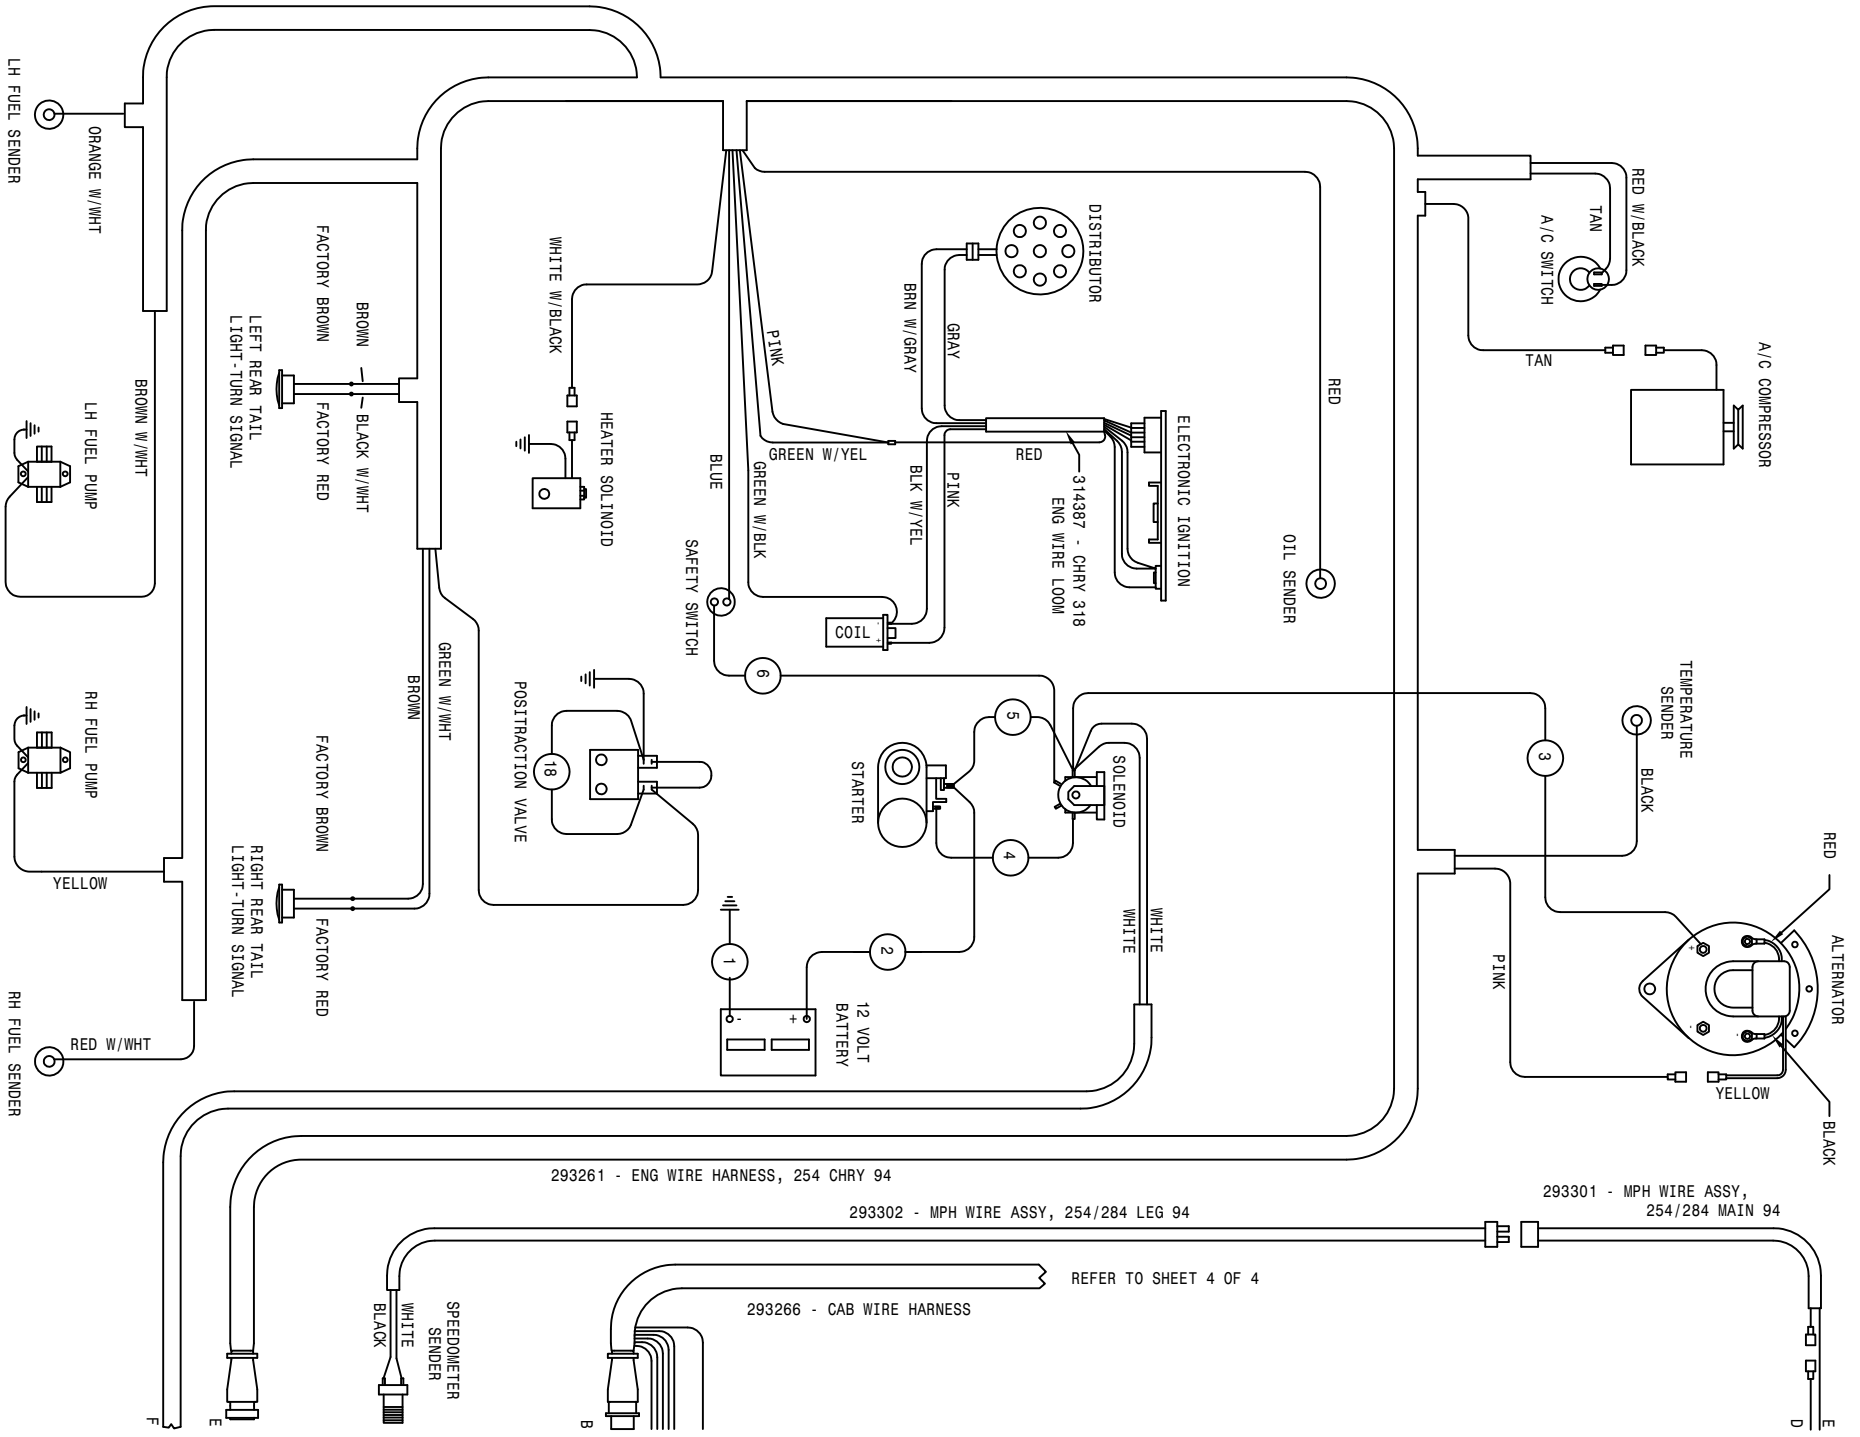 LH FUEL SENDER
ORANGE W/WHT
BROWN W/WHT
LH FUEL PUMP
RH FUEL PUMP
YELLOW
RH FUEL SENDER
RED W/WHT
FACTORY BROWN
BROWN
LEFT REAR TAIL
LIGHT-TURN SIGNAL
FACTORY RED
BLACK W/WHT
WHITE W/BLACK
HEATER SOLINOID
GREEN W/WHT
BROWN
FACTORY BROWN
RIGHT REAR TAIL
LIGHT-TURN SIGNAL
FACTORY RED
POSITRACTION VALVE
18
DISTRIBUTOR
BRN W/GRAY
GRAY
PINK
GREEN W/YEL
RED
BLUE
GREEN W/BLK
BLK W/YEL
PINK
314387 - CHRY 318
ENG WIRE LOOM
ELECTRONIC IGNITION
SAFETY SWITCH
COIL
-
+
6
5
4
STARTER
SOLENOID
3
2
1
WHITE
WHITE
12 VOLT
BATTERY
-
+
RED
OIL SENDER
RED W/BLACK
TAN
A/C SWITCH
TAN
A/C COMPRESSOR
TEMPERATURE
SENDER
BLACK
RED
ALTERNATOR
+
-
PINK
YELLOW
BLACK
293261 - ENG WIRE HARNESS, 254 CHRY 94
293302 - MPH WIRE ASSY, 254/284 LEG 94
293301 - MPH WIRE ASSY,
254/284 MAIN 94
REFER TO SHEET 4 OF 4
293266 - CAB WIRE HARNESS
WHITE
BLACK
SPEEDOMETER
SENDER
F
E
B
D
E